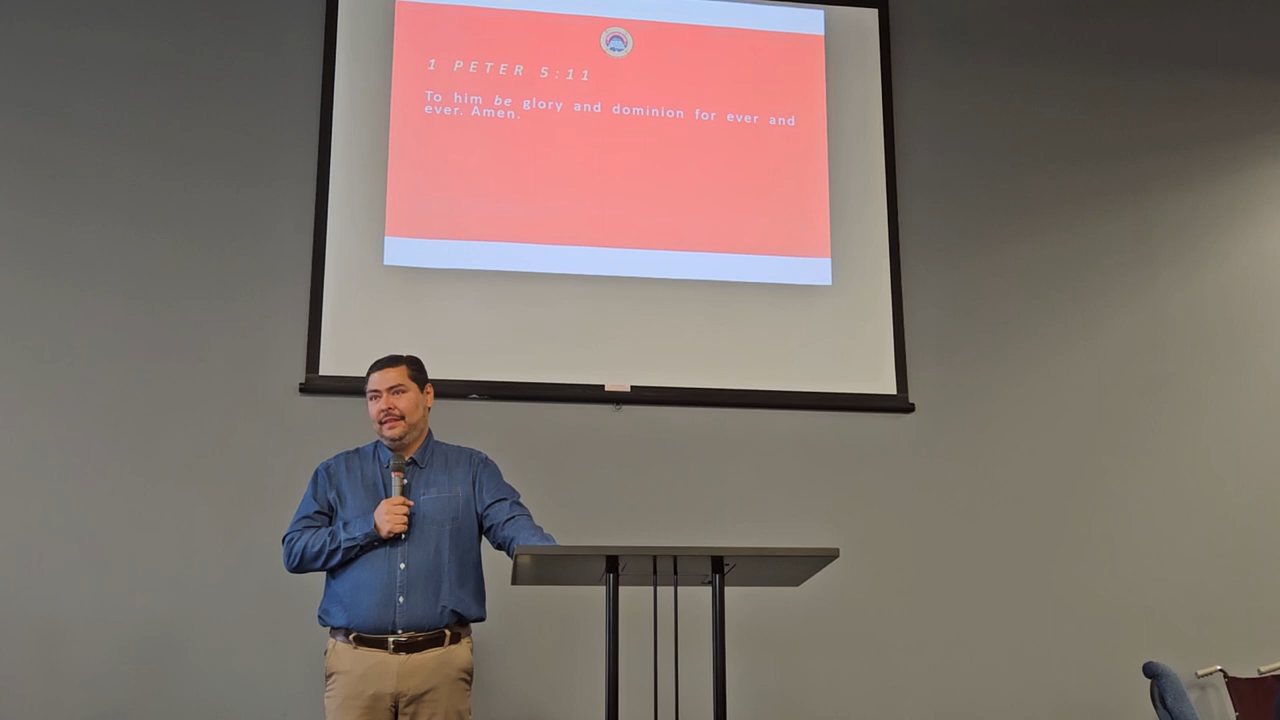 1 PETER 5:11
To him be glory and dominion for ever and
ever. Amen.